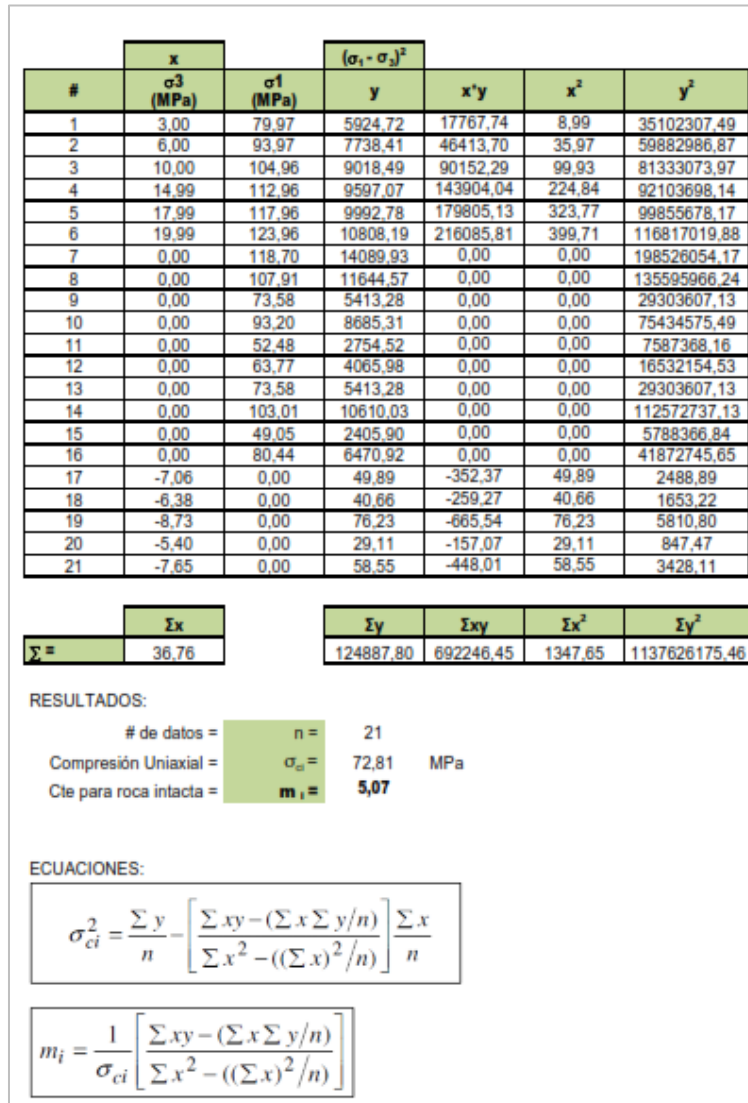 x (σ₁ - σ₃)²
# σ3 (MPa) σ1 (MPa) y x*y x² y²
1 3,00 79,97 5924,72 17767,74 8,99 35102307,49
2 6,00 93,97 7738,41 46413,70 35,97 59882986,87
3 10,00 104,96 9018,49 90152,29 99,93 81333073,97
4 14,99 112,96 9597,07 143904,04 224,84 92103698,14
5 17,99 117,96 9992,78 179805,13 323,77 99855678,17
6 19,99 123,96 10808,19 216085,81 399,71 116817019,88
7 0,00 118,70 14089,93 0,00 0,00 198526054,17
8 0,00 107,91 11644,57 0,00 0,00 135595966,24
9 0,00 73,58 5413,28 0,00 0,00 29303607,13
10 0,00 93,20 8685,31 0,00 0,00 75434575,49
11 0,00 52,48 2754,52 0,00 0,00 7587368,16
12 0,00 63,77 4065,98 0,00 0,00 16532154,53
13 0,00 73,58 5413,28 0,00 0,00 29303607,13
14 0,00 103,01 10610,03 0,00 0,00 112572737,13
15 0,00 49,05 2405,90 0,00 0,00 5788366,84
16 0,00 80,44 6470,92 0,00 0,00 41872745,65
17 -7,06 0,00 49,89 -352,37 49,89 2488,89
18 -6,38 0,00 40,66 -259,27 40,66 1653,22
19 -8,73 0,00 76,23 -665,54 76,23 5810,80
20 -5,40 0,00 29,11 -157,07 29,11 847,47
21 -7,65 0,00 58,55 -448,01 58,55 3428,11
Σx Σy Σxy Σx² Σy²
Σ = 36,76 124887,80 692246,45 1347,65 1137626175,46
RESULTADOS:
# de datos = n = 21
Compresión Uniaxial = σci = 72,81 MPa
Cte para roca intacta = m i = 5,07
ECUACIONES:
σci² = Σy/n − [(Σxy − (Σx Σy/n)) / (Σx² − ((Σx)²/n))] Σx/n
mi = 1/σci [(Σxy − (Σx Σy/n)) / (Σx² − ((Σx)²/n))]